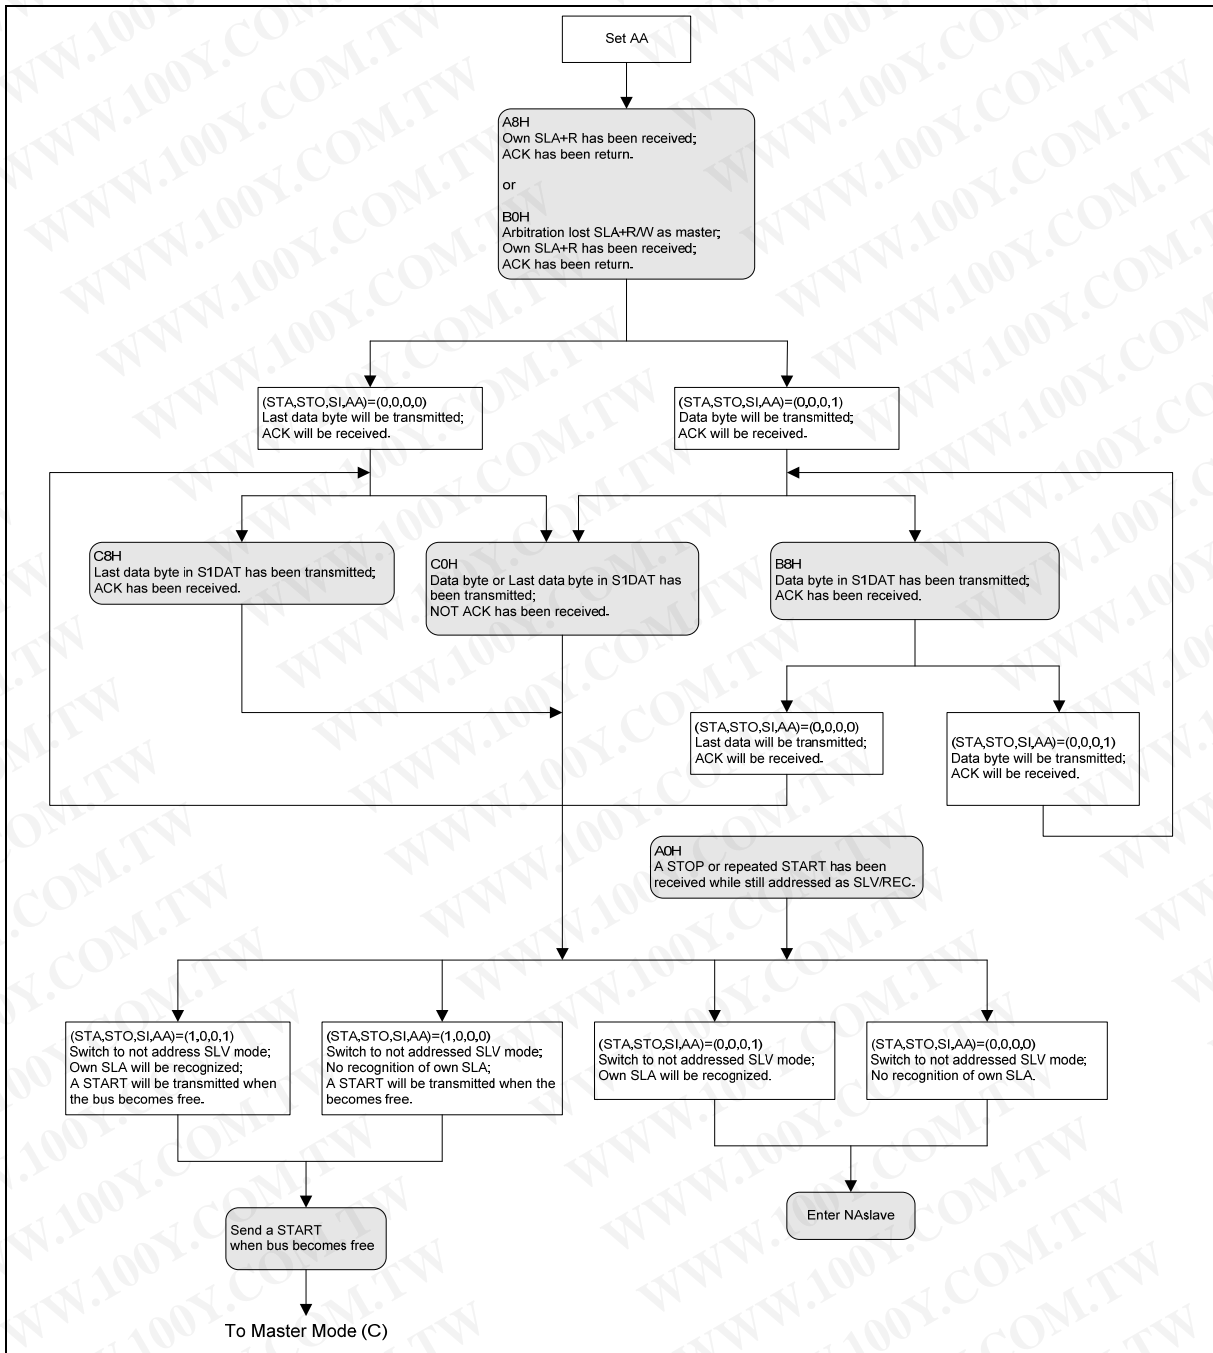 Set AA
A8H
Own SLA+R has been received;
ACK has been return.
or
B0H
Arbitration lost SLA+R/W as master;
Own SLA+R has been received;
ACK has been return.
(STA,STO,SI,AA)=(0,0,0,0)
Last data byte will be transmitted;
ACK will be received.
(STA,STO,SI,AA)=(0,0,0,1)
Data byte will be transmitted;
ACK will be received.
C8H
Last data byte in S1DAT has been transmitted;
ACK has been received.
C0H
Data byte or Last data byte in S1DAT has
been transmitted;
NOT ACK has been received.
B8H
Data byte in S1DAT has been transmitted;
ACK has been received.
(STA,STO,SI,AA)=(0,0,0,0)
Last data will be transmitted;
ACK will be received.
(STA,STO,SI,AA)=(0,0,0,1)
Data byte will be transmitted;
ACK will be received.
A0H
A STOP or repeated START has been
received while still addressed as SLV/REC.
(STA,STO,SI,AA)=(1,0,0,1)
Switch to not address SLV mode;
Own SLA will be recognized;
A START will be transmitted when
the bus becomes free.
(STA,STO,SI,AA)=(1,0,0,0)
Switch to not addressed SLV mode;
No recognition of own SLA;
A START will be transmitted when the
becomes free.
(STA,STO,SI,AA)=(0,0,0,1)
Switch to not addressed SLV mode;
Own SLA will be recognized.
(STA,STO,SI,AA)=(0,0,0,0)
Switch to not addressed SLV mode;
No recognition of own SLA.
Send a START
when bus becomes free
Enter NAslave
To Master Mode (C)
WWW.100Y.COM.TW